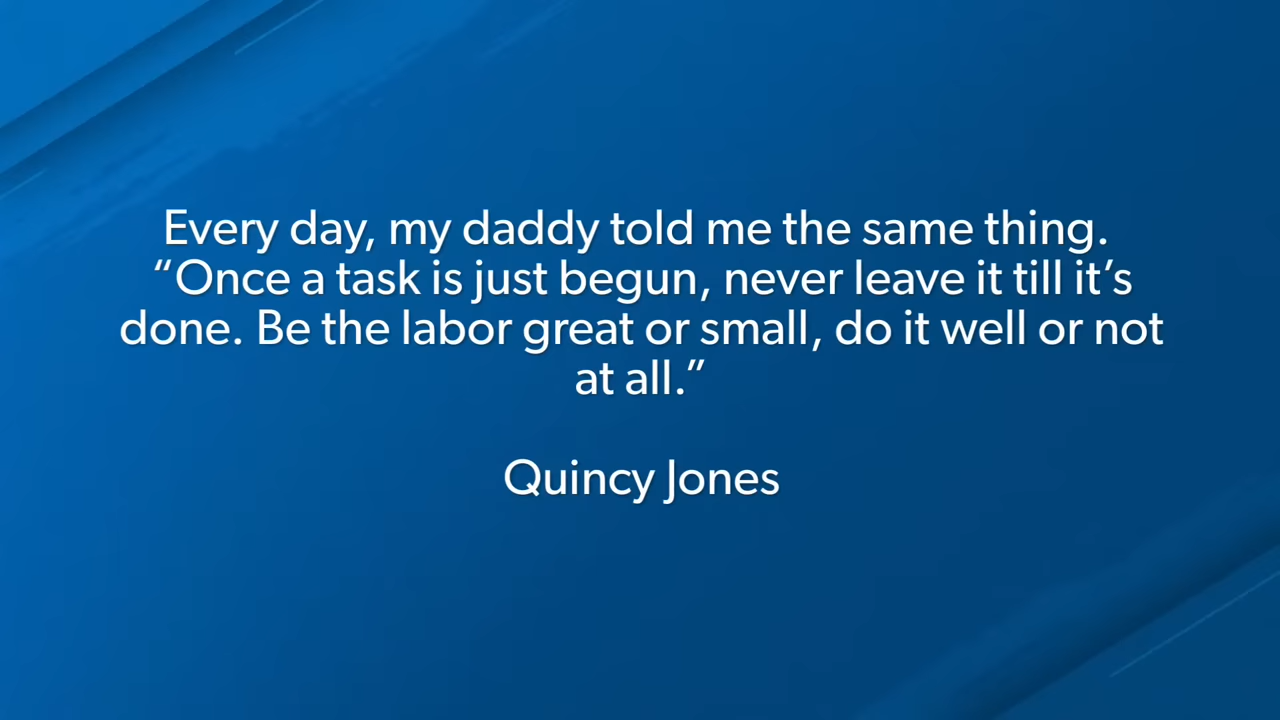 Every day, my daddy told me the same thing.
“Once a task is just begun, never leave it till it’s
done. Be the labor great or small, do it well or not
at all.”
Quincy Jones